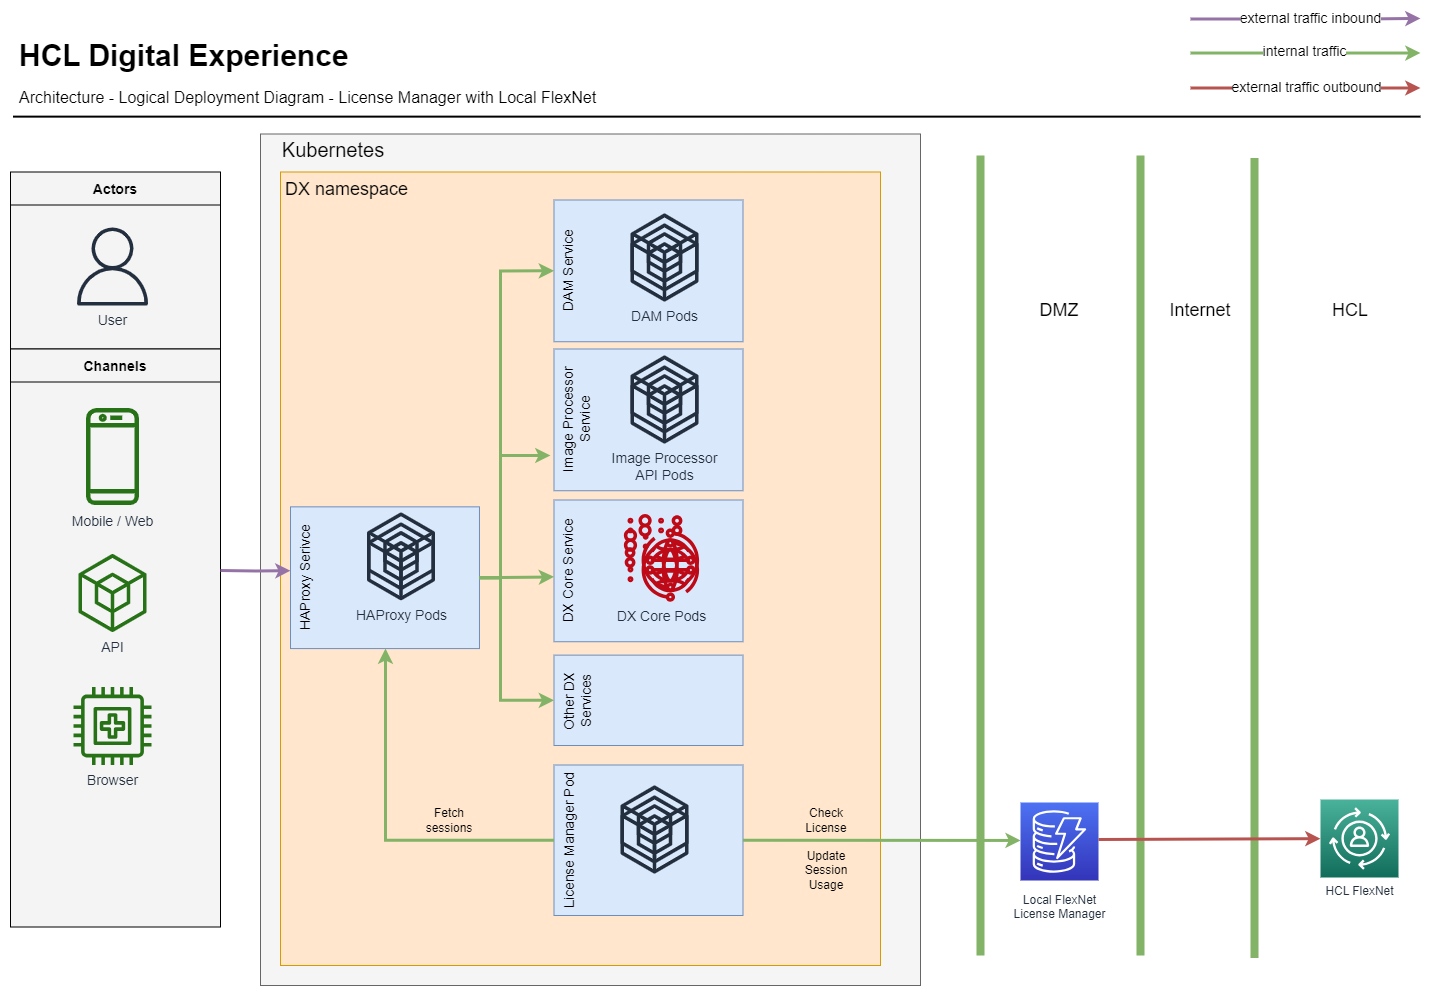 HCL Digital Experience
Architecture - Logical Deployment Diagram - License Manager with Local FlexNet
external traffic inbound
internal traffic
external traffic outbound
Actors
User
Channels
Mobile / Web
API
Browser
Kubernetes
DX namespace
HAProxy Serivce
HAProxy Pods
DAM Service
DAM Pods
Image Processor
Service
Image Processor
API Pods
DX Core Service
DX Core Pods
Other DX
Services
License Manager Pod
Fetch
sessions
Check
License
Update
Session
Usage
DMZ
Internet
HCL
Local FlexNet
License Manager
HCL FlexNet